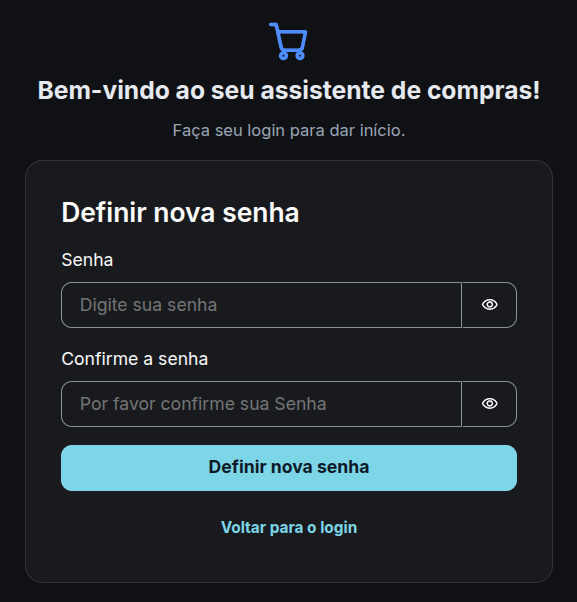 Bem-vindo ao seu assistente de compras!
Faça seu login para dar início.
Definir nova senha
Senha
Digite sua senha
Confirme a senha
Por favor confirme sua Senha
Definir nova senha
Voltar para o login